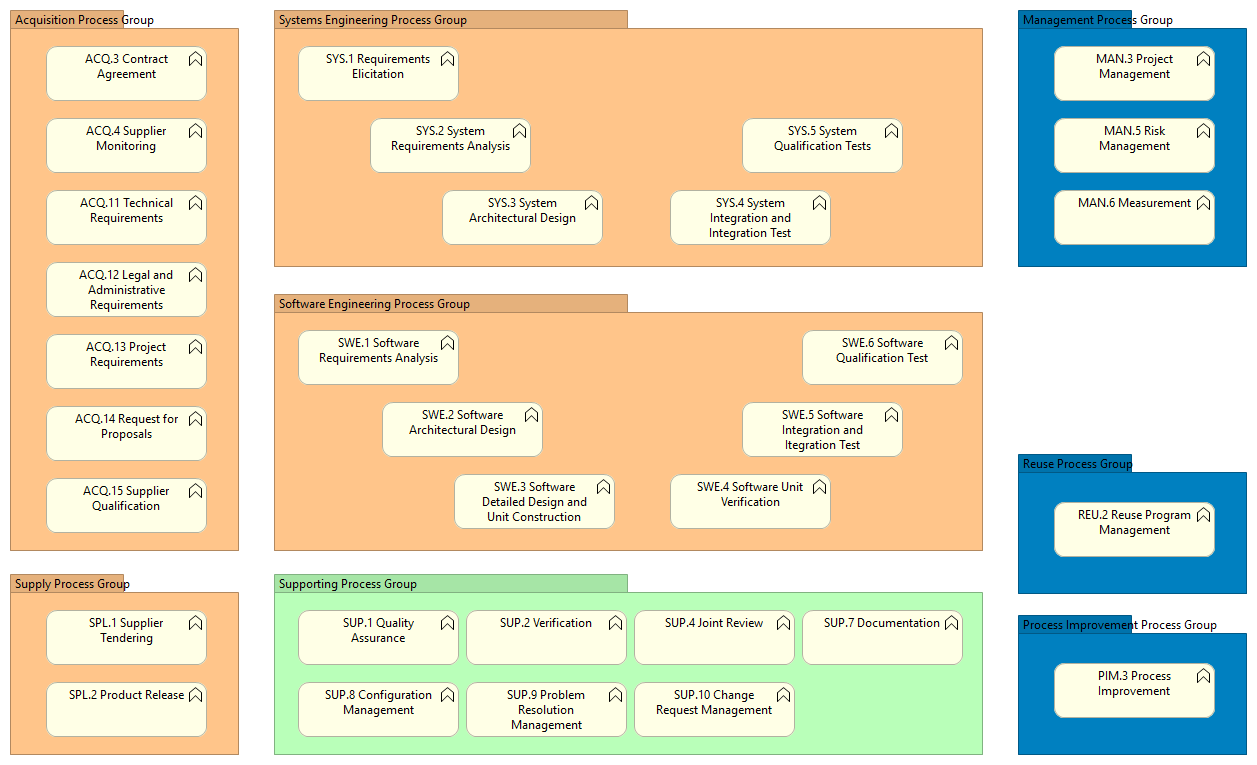 Acquisition Process Group
ACQ.3 Contract
Agreement
ACQ.4 Supplier
Monitoring
ACQ.11 Technical
Requirements
ACQ.12 Legal and
Administrative
Requirements
ACQ.13 Project
Requirements
ACQ.14 Request for
Proposals
ACQ.15 Supplier
Qualification
Supply Process Group
SPL.1 Supplier
Tendering
SPL.2 Product Release
Systems Engineering Process Group
SYS.1 Requirements
Elicitation
SYS.2 System
Requirements Analysis
SYS.5 System
Qualification Tests
SYS.3 System
Architectural Design
SYS.4 System
Integration and
Integration Test
Software Engineering Process Group
SWE.1 Software
Requirements Analysis
SWE.6 Software
Qualification Test
SWE.2 Software
Architectural Design
SWE.5 Software
Integration and
Itegration Test
SWE.3 Software
Detailed Design and
Unit Construction
SWE.4 Software Unit
Verification
Supporting Process Group
SUP.1 Quality
Assurance
SUP.2 Verification
SUP.4 Joint Review
SUP.7 Documentation
SUP.8 Configuration
Management
SUP.9 Problem
Resolution
Management
SUP.10 Change
Request Management
Management Process Group
MAN.3 Project
Management
MAN.5 Risk
Management
MAN.6 Measurement
Reuse Process Group
REU.2 Reuse Program
Management
Process Improvement Process Group
PIM.3 Process
Improvement